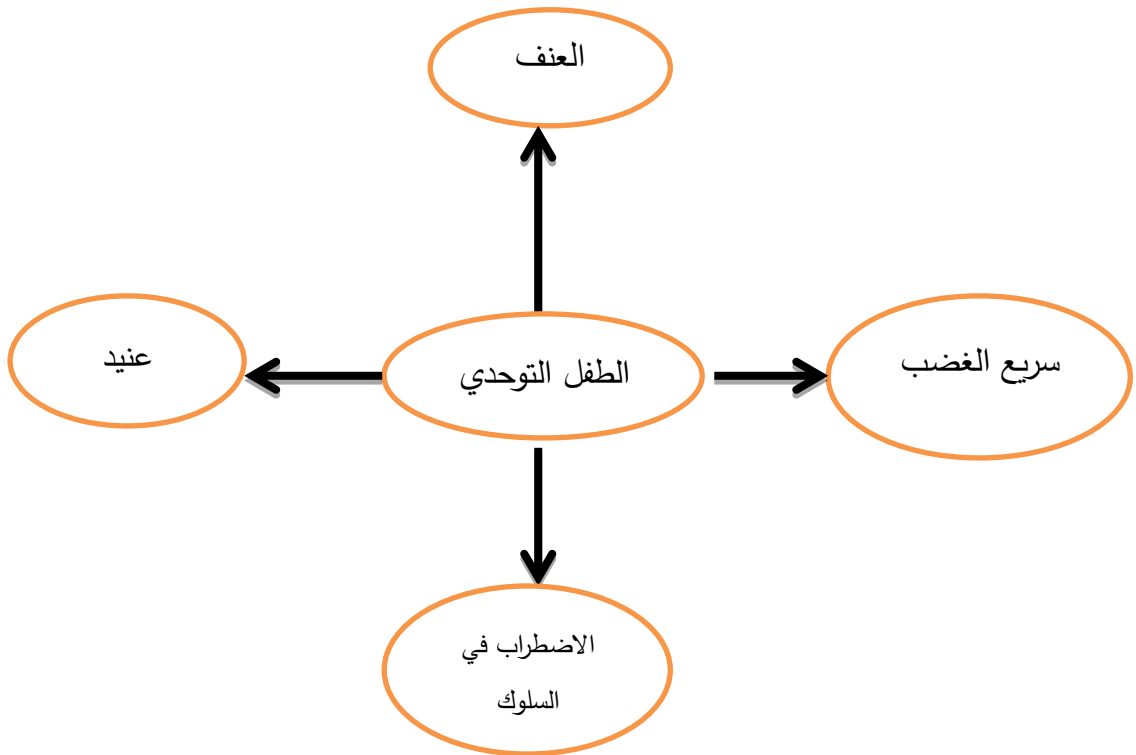 العنف
سريع الغضب
الطفل التوحدي
عنيد
الاضطراب في
السلوك